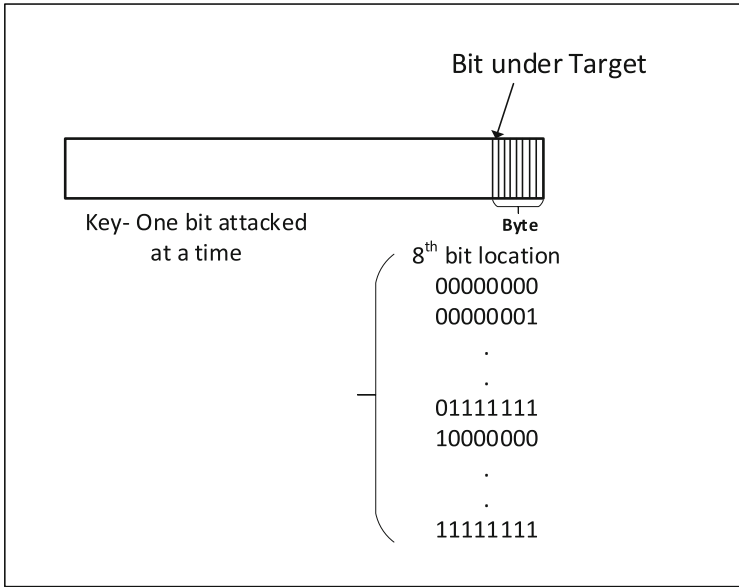 Bit under Target
Key- One bit attacked
at a time
Byte
8th bit location
00000000
00000001
.
.
01111111
10000000
.
.
11111111